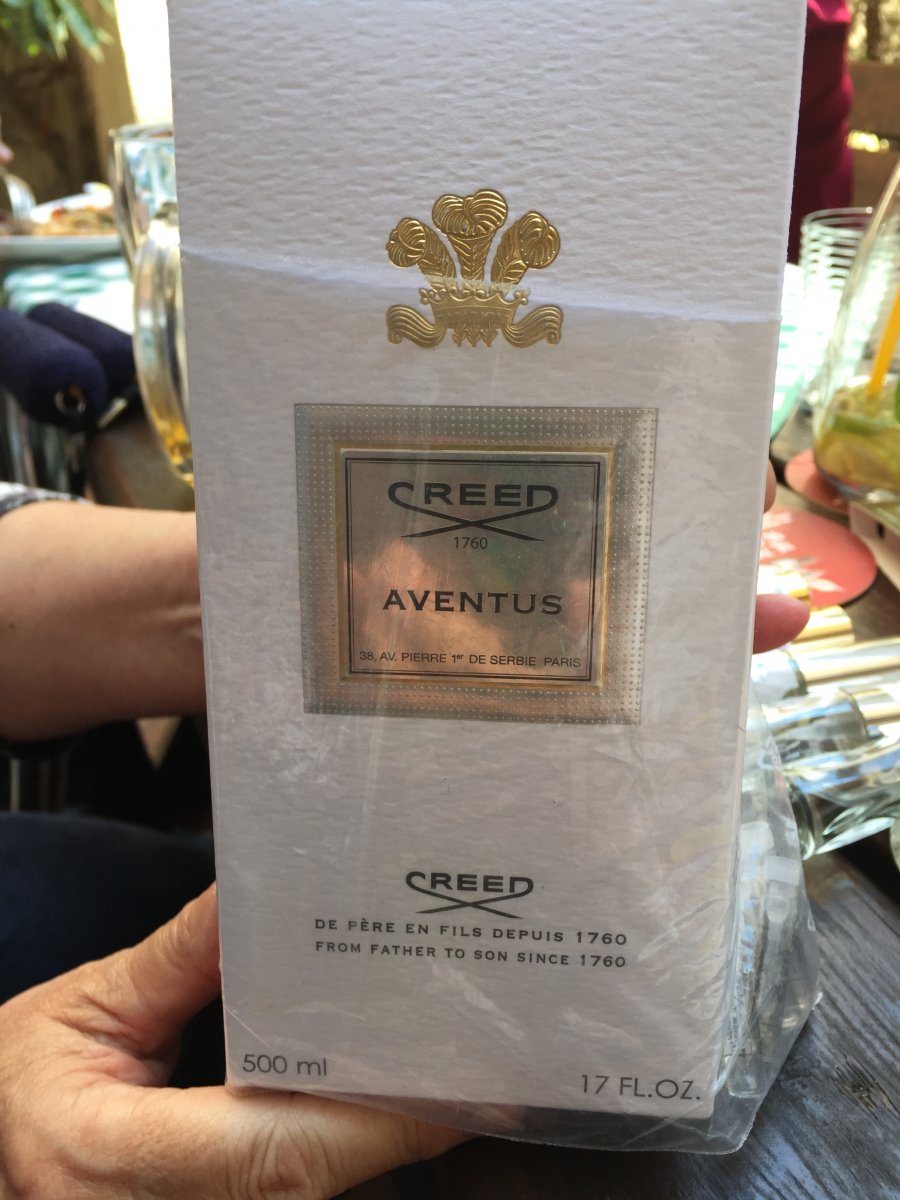 CREED
1760
AVENTUS
38, AV. PIERRE 1er DE SERBIE PARIS
CREED
DE PÈRE EN FILS DEPUIS 1760
FROM FATHER TO SON SINCE 1760
500 ml
17 FL.OZ.